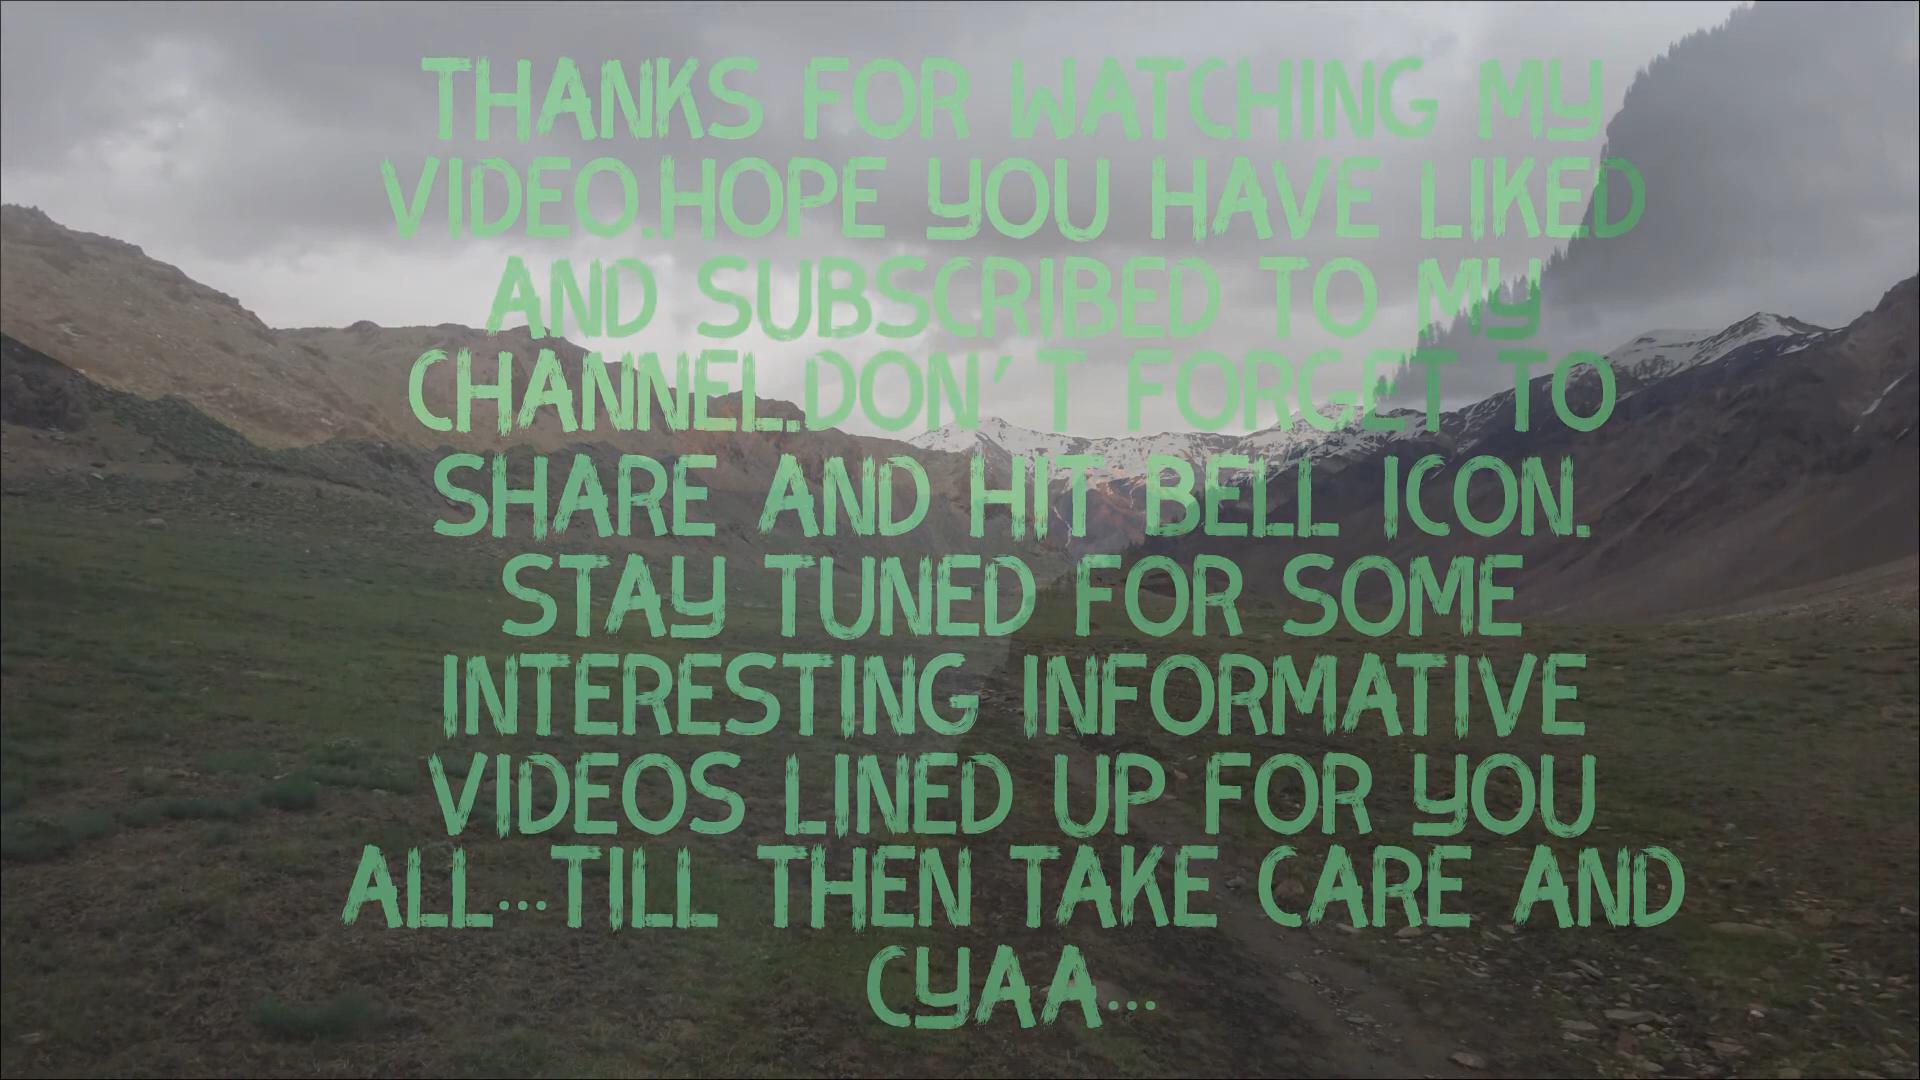 THANKS FOR WATCHING MY
VIDEO.HOPE YOU HAVE LIKED
AND SUBSCRIBED TO MY
CHANNEL.DON'T FORGET TO
SHARE AND HIT BELL ICON.
STAY TUNED FOR SOME
INTERESTING INFORMATIVE
VIDEOS LINED UP FOR YOU
ALL...TILL THEN TAKE CARE AND
CYAA...